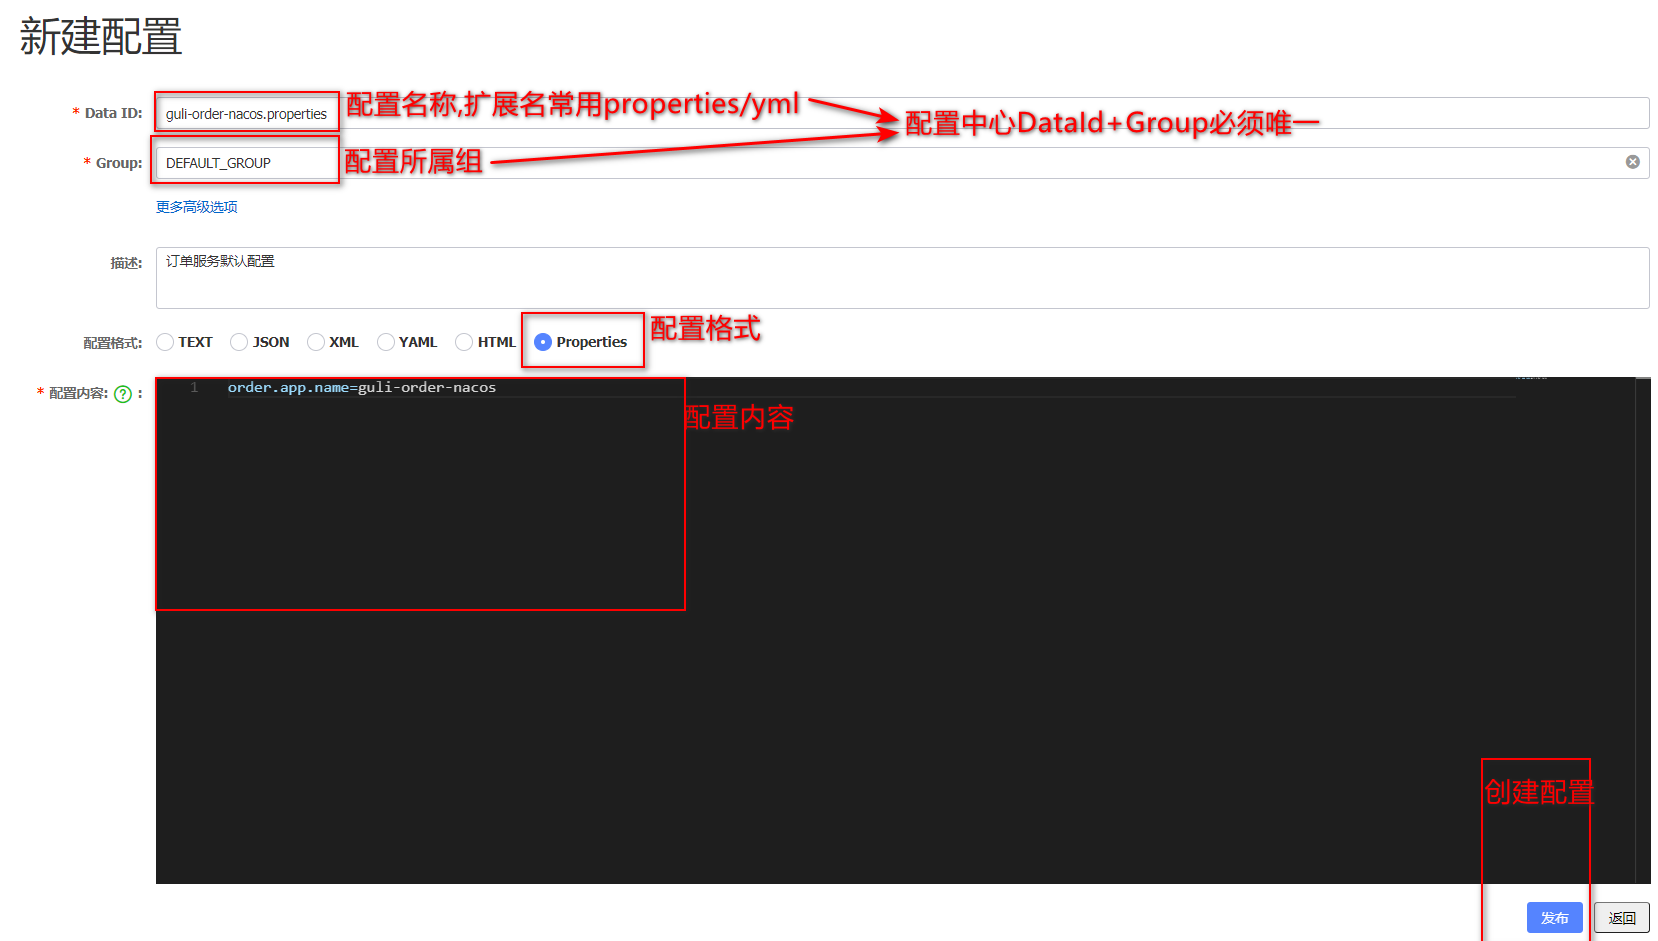 新建配置
* Data ID: guli-order-nacos.properties 配置名称,扩展名常用properties/yml
配置中心DataId+Group必须唯一
* Group: DEFAULT_GROUP 配置所属组
更多高级选项
描述: 订单服务默认配置
配置格式: TEXT JSON XML YAML HTML Properties 配置格式
* 配置内容: ? :
1 order.app.name=guli-order-nacos
配置内容
创建配置
发布 返回